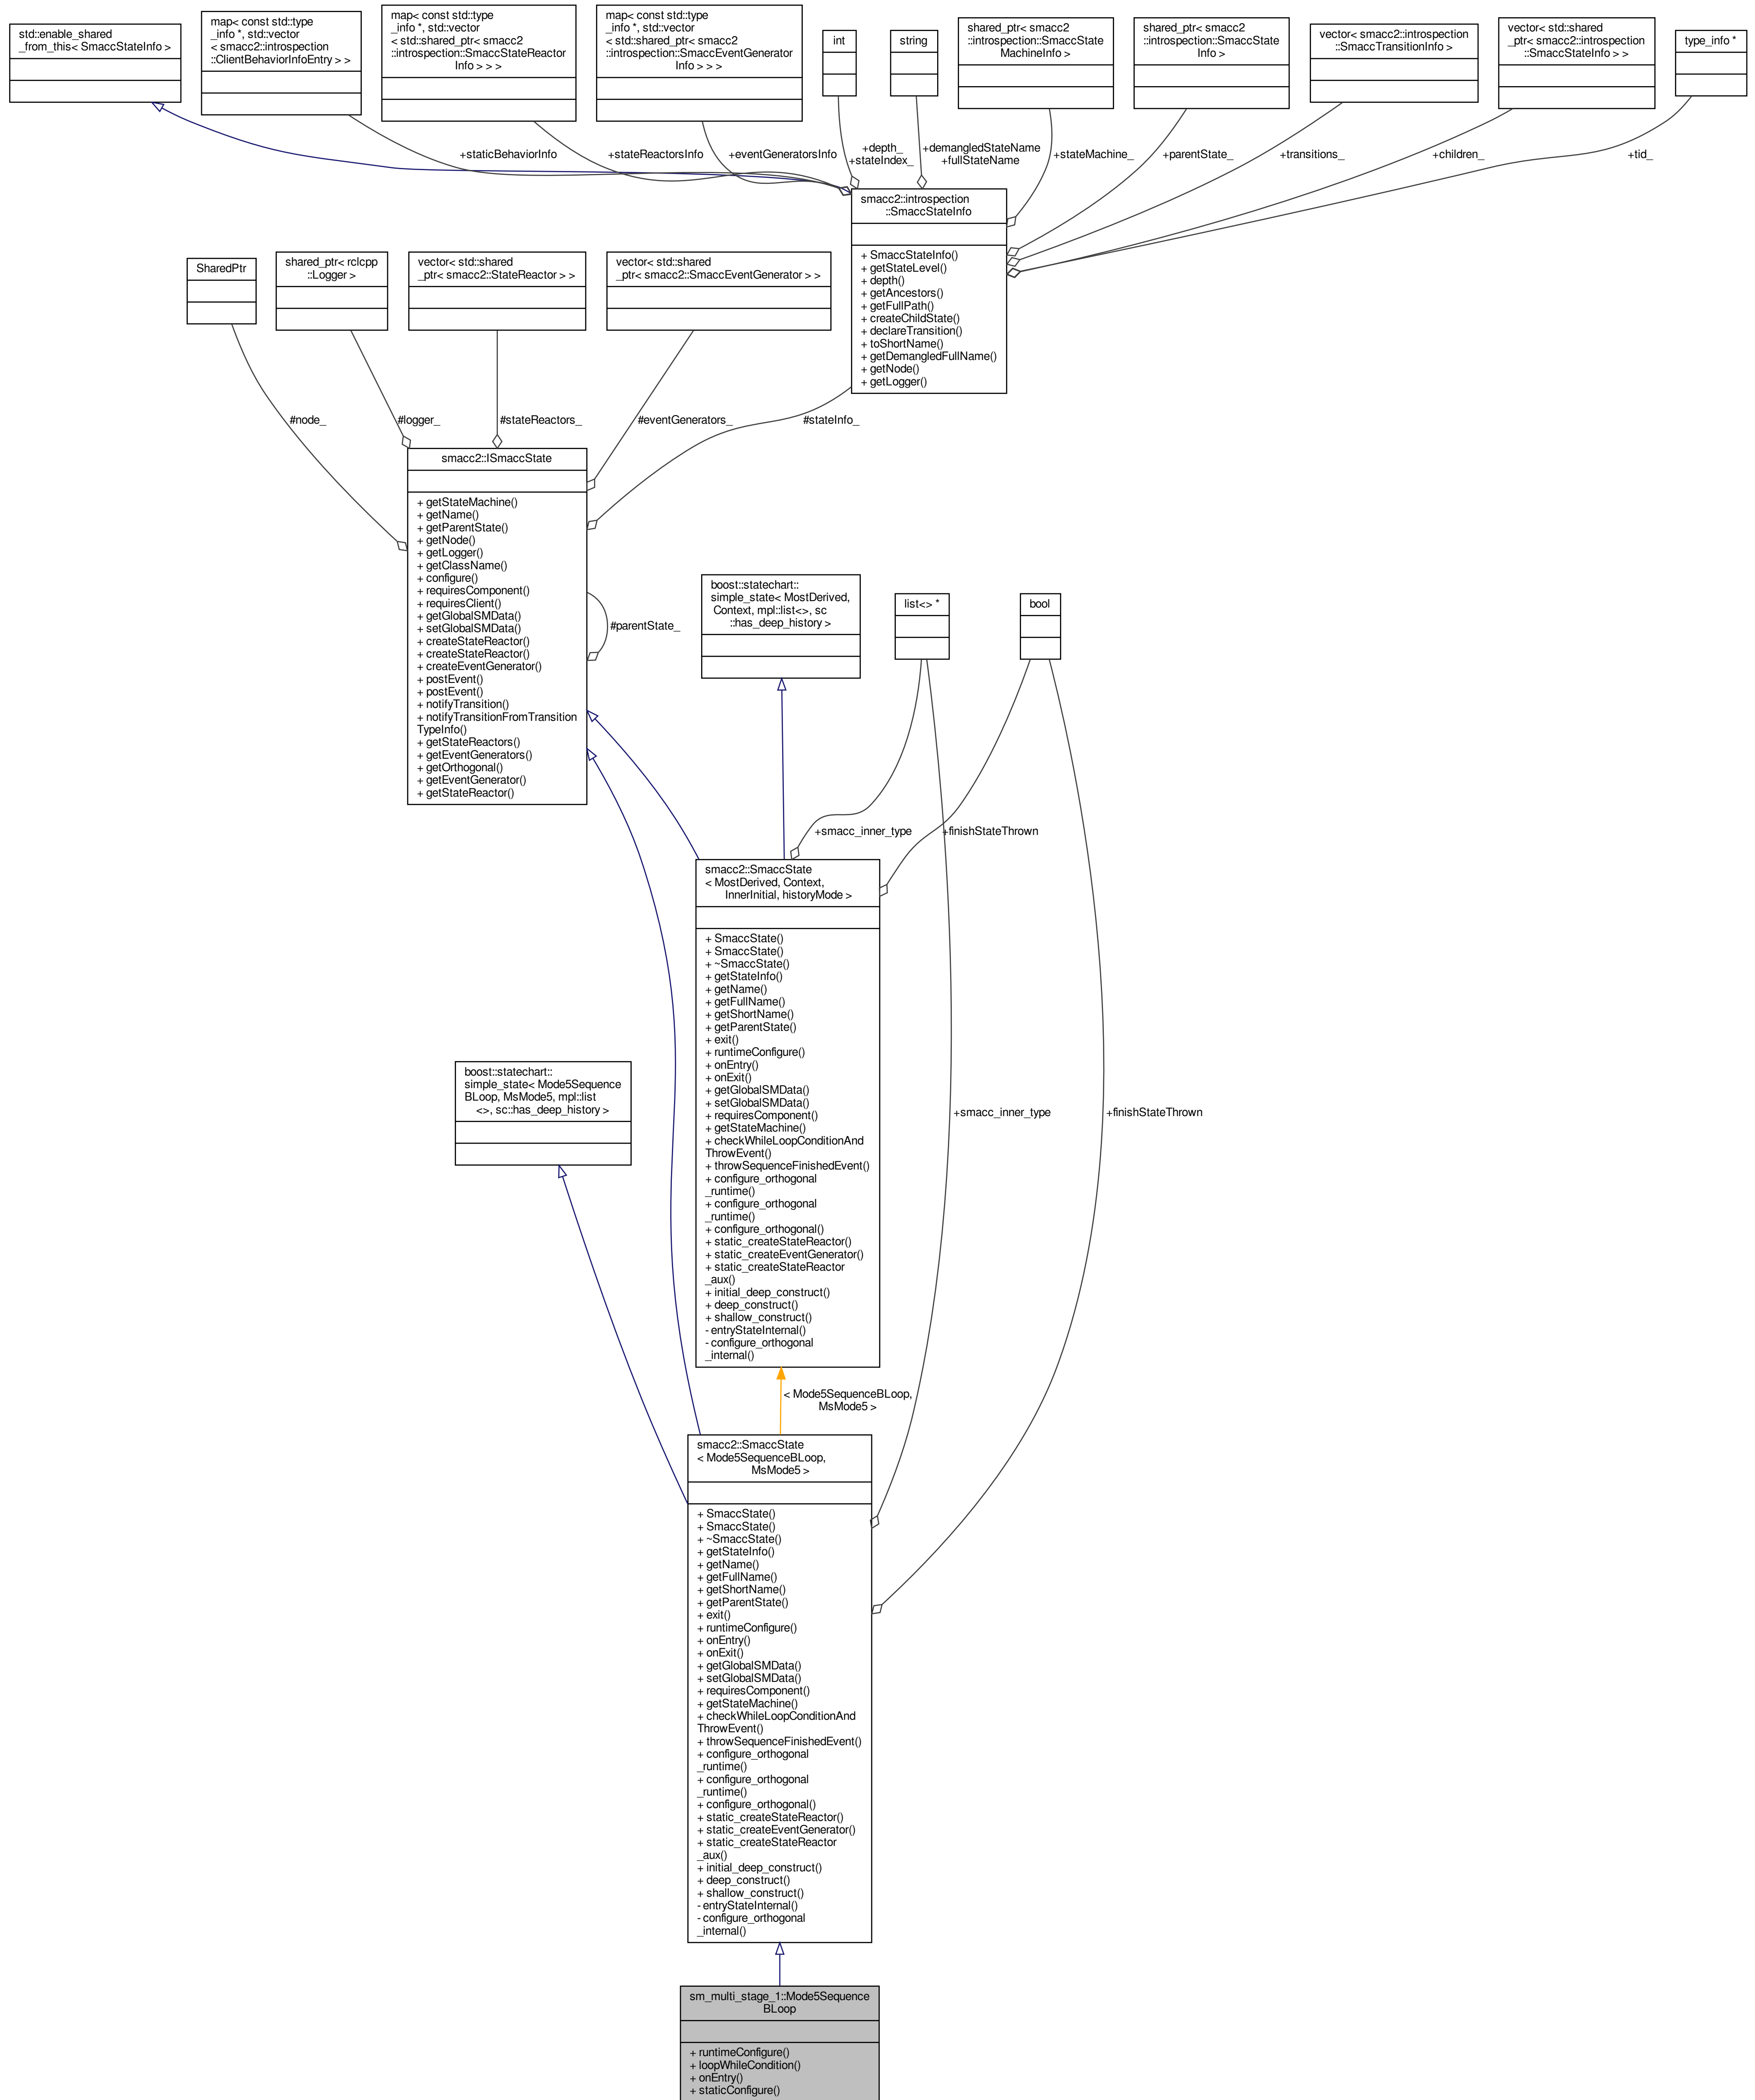 std::enable_shared
_from_this< SmaccStateInfo >
map< const std::type
_info *, std::vector
< smacc2::introspection
::ClientBehaviorInfoEntry > >
map< const std::type
_info *, std::vector
< std::shared_ptr< smacc2
::introspection::SmaccStateReactor
Info > > >
map< const std::type
_info *, std::vector
< std::shared_ptr< smacc2
::introspection::SmaccEventGenerator
Info > > >
int
string
shared_ptr< smacc2
::introspection::SmaccState
MachineInfo >
shared_ptr< smacc2
::introspection::SmaccState
Info >
vector< smacc2::introspection
::SmaccTransitionInfo >
vector< std::shared
_ptr< smacc2::introspection
::SmaccStateInfo > >
type_info *
+staticBehaviorInfo
+stateReactorsInfo
+eventGeneratorsInfo
+depth_
+stateIndex_
+demangledStateName
+fullStateName
+stateMachine_
+parentState_
+transitions_
+children_
+tid_
smacc2::introspection
::SmaccStateInfo
+ SmaccStateInfo()
+ getStateLevel()
+ depth()
+ getAncestors()
+ getFullPath()
+ createChildState()
+ declareTransition()
+ toShortName()
+ getDemangledFullName()
+ getNode()
+ getLogger()
SharedPtr
shared_ptr< rclcpp
::Logger >
vector< std::shared
_ptr< smacc2::StateReactor > >
vector< std::shared
_ptr< smacc2::SmaccEventGenerator > >
#node_
#logger_
#stateReactors_
#eventGenerators_
#stateInfo_
smacc2::ISmaccState
+ getStateMachine()
+ getName()
+ getParentState()
+ getNode()
+ getLogger()
+ getClassName()
+ configure()
+ requiresComponent()
+ requiresClient()
+ getGlobalSMData()
+ setGlobalSMData()
+ createStateReactor()
+ createStateReactor()
+ createEventGenerator()
+ postEvent()
+ postEvent()
+ notifyTransition()
+ notifyTransitionFromTransition
TypeInfo()
+ getStateReactors()
+ getEventGenerators()
+ getOrthogonal()
+ getEventGenerator()
+ getStateReactor()
#parentState_
boost::statechart::
simple_state< MostDerived,
Context, mpl::list<>, sc
::has_deep_history >
list<> *
bool
+smacc_inner_type
+finishStateThrown
smacc2::SmaccState
< MostDerived, Context,
InnerInitial, historyMode >
+ SmaccState()
+ SmaccState()
+ ~SmaccState()
+ getStateInfo()
+ getName()
+ getFullName()
+ getShortName()
+ getParentState()
+ exit()
+ runtimeConfigure()
+ onEntry()
+ onExit()
+ getGlobalSMData()
+ setGlobalSMData()
+ requiresComponent()
+ getStateMachine()
+ checkWhileLoopConditionAnd
ThrowEvent()
+ throwSequenceFinishedEvent()
+ configure_orthogonal
_runtime()
+ configure_orthogonal
_runtime()
+ configure_orthogonal()
+ static_createStateReactor()
+ static_createEventGenerator()
+ static_createStateReactor
_aux()
+ initial_deep_construct()
+ deep_construct()
+ shallow_construct()
- entryStateInternal()
- configure_orthogonal
_internal()
boost::statechart::
simple_state< Mode5Sequence
BLoop, MsMode5, mpl::list
<>, sc::has_deep_history >
+smacc_inner_type
+finishStateThrown
< Mode5SequenceBLoop,
MsMode5 >
smacc2::SmaccState
< Mode5SequenceBLoop,
MsMode5 >
+ SmaccState()
+ SmaccState()
+ ~SmaccState()
+ getStateInfo()
+ getName()
+ getFullName()
+ getShortName()
+ getParentState()
+ exit()
+ runtimeConfigure()
+ onEntry()
+ onExit()
+ getGlobalSMData()
+ setGlobalSMData()
+ requiresComponent()
+ getStateMachine()
+ checkWhileLoopConditionAnd
ThrowEvent()
+ throwSequenceFinishedEvent()
+ configure_orthogonal
_runtime()
+ configure_orthogonal
_runtime()
+ configure_orthogonal()
+ static_createStateReactor()
+ static_createEventGenerator()
+ static_createStateReactor
_aux()
+ initial_deep_construct()
+ deep_construct()
+ shallow_construct()
- entryStateInternal()
- configure_orthogonal
_internal()
sm_multi_stage_1::Mode5Sequence
BLoop
+ runtimeConfigure()
+ loopWhileCondition()
+ onEntry()
+ staticConfigure()